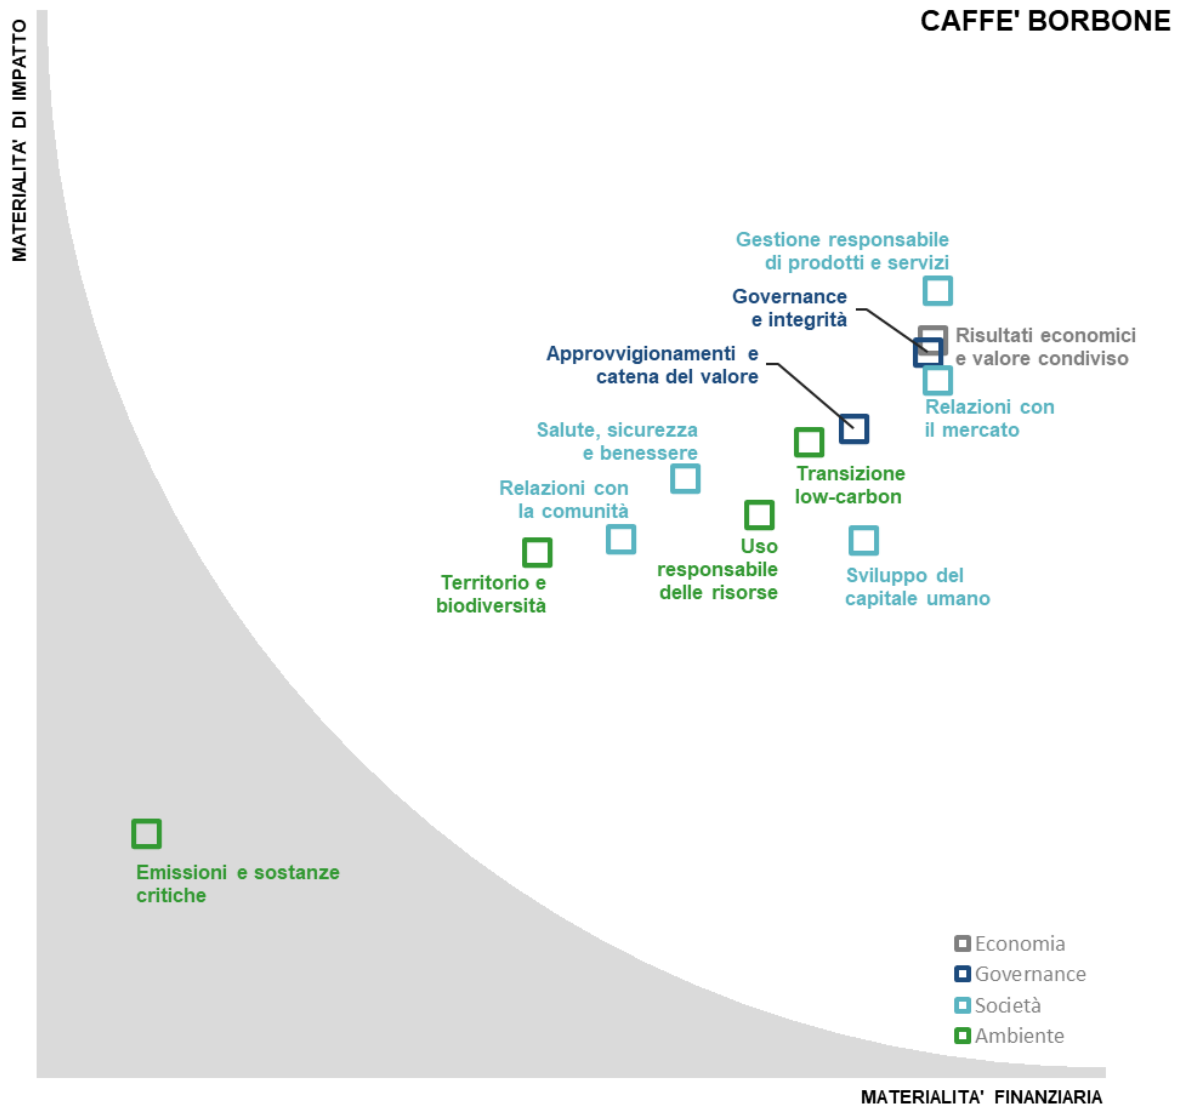 CAFFE' BORBONE
MATERIALITA' DI IMPATTO
Gestione responsabile
di prodotti e servizi
Governance
e integrità
Risultati economici
e valore condiviso
Approvvigionamenti e
catena del valore
Relazioni con
il mercato
Salute, sicurezza
e benessere
Transizione
low-carbon
Relazioni con
la comunità
Uso
responsabile
delle risorse
Sviluppo del
capitale umano
Territorio e
biodiversità
Emissioni e sostanze
critiche
Economia
Governance
Società
Ambiente
MATERIALITA' FINANZIARIA